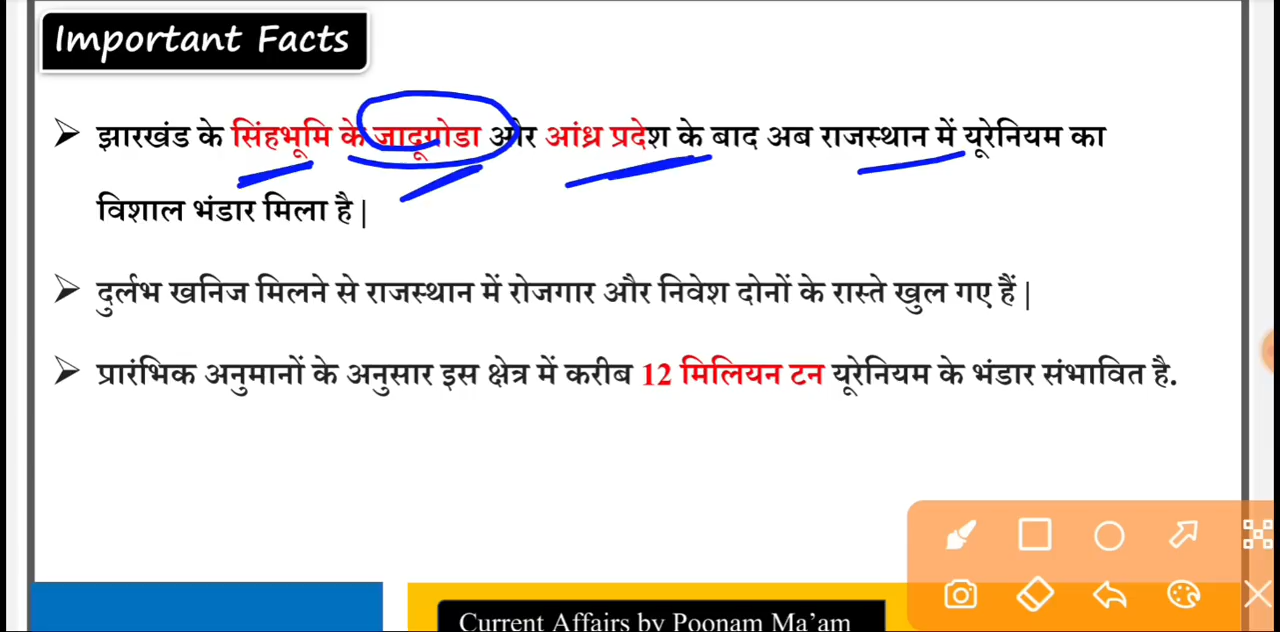 Important Facts
➢ झारखंड के सिंहभूमि के जादूगोडा और आंध्र प्रदेश के बाद अब राजस्थान में यूरेनियम का
विशाल भंडार मिला है |
➢ दुर्लभ खनिज मिलने से राजस्थान में रोजगार और निवेश दोनों के रास्ते खुल गए हैं |
➢ प्रारंभिक अनुमानों के अनुसार इस क्षेत्र में करीब 12 मिलियन टन यूरेनियम के भंडार संभावित है.
Current Affairs by Poonam Ma’am